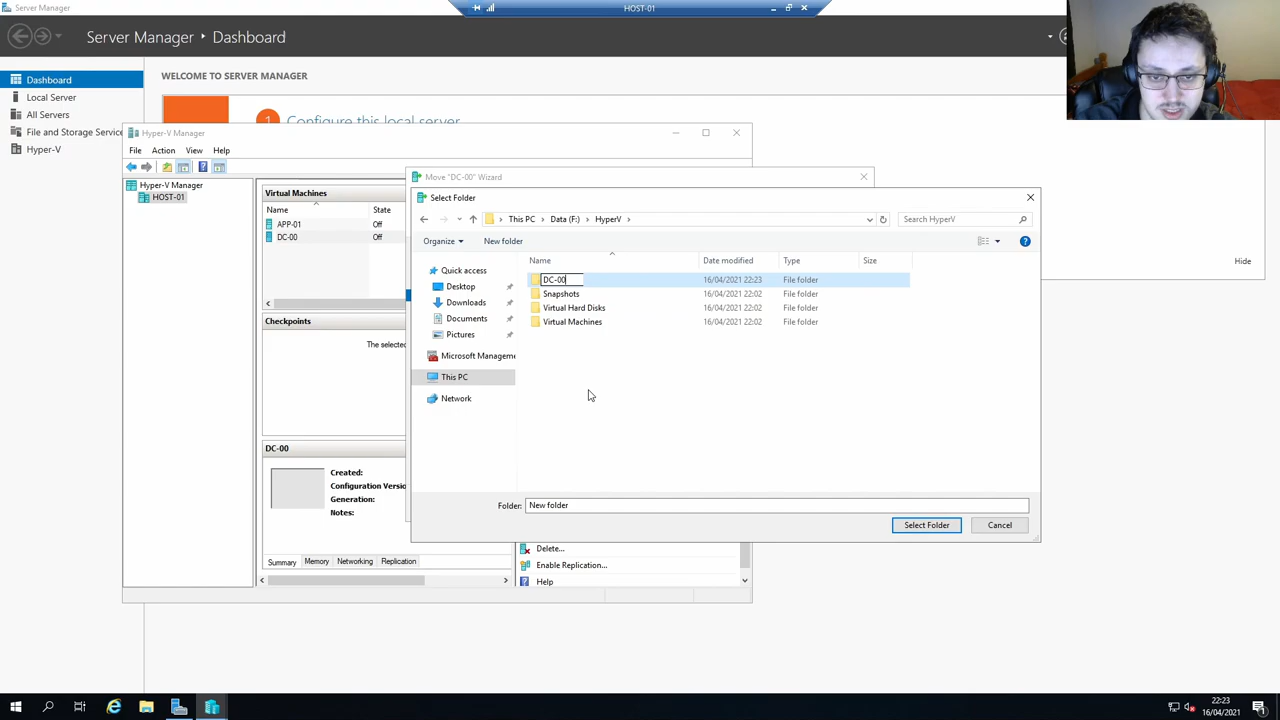 Server Manager
HOST-01
Server Manager • Dashboard
Dashboard
Local Server
All Servers
File and Storage Service
Hyper-V
WELCOME TO SERVER MANAGER
1 Configure this local server
Hide
Hyper-V Manager
File Action View Help
Hyper-V Manager
HOST-01
Virtual Machines
Name State
APP-01 Off
DC-00 Off
Checkpoints
The selected
DC-00
Created:
Configuration Versio
Generation:
Notes:
Summary Memory Networking Replication
Delete...
Enable Replication...
Help
Move "DC-00" Wizard
Select Folder
This PC > Data (F:) > HyperV >
Search HyperV
Organize New folder
Name Date modified Type Size
Quick access
Desktop
Downloads
Documents
Pictures
Microsoft Manageme
This PC
Network
DC-00 16/04/2021 22:23 File folder
Snapshots 16/04/2021 22:02 File folder
Virtual Hard Disks 16/04/2021 22:02 File folder
Virtual Machines 16/04/2021 22:02 File folder
Folder: New folder
Select Folder Cancel
22:23
16/04/2021
1